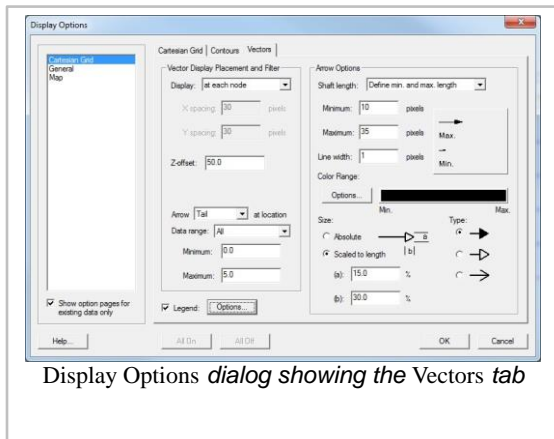 Display Options
Cartesian Grid
General
Map
Show option pages for
existing data only
Cartesian Grid
Contours
Vectors
Vector Display Placement and Filter
Display: at each node
X spacing: 30 pixels
Y spacing: 30 pixels
Z-offset: 50.0
Arrow Tail at location
Data range: All
Minimum: 0.0
Maximum: 5.0
Legend: Options...
Arrow Options
Shaft length: Define min. and max. length
Minimum: 10 pixels
Maximum: 35 pixels
Line width: 1 pixels
Max.
Min.
Color Range:
Options...
Min. Max.
Size:
Absolute
Scaled to length
a
|b|
(a): 15.0 %
(b): 30.0 %
Type:
Help...
All On
All Off
OK
Cancel
Display Options dialog showing the Vectors tab